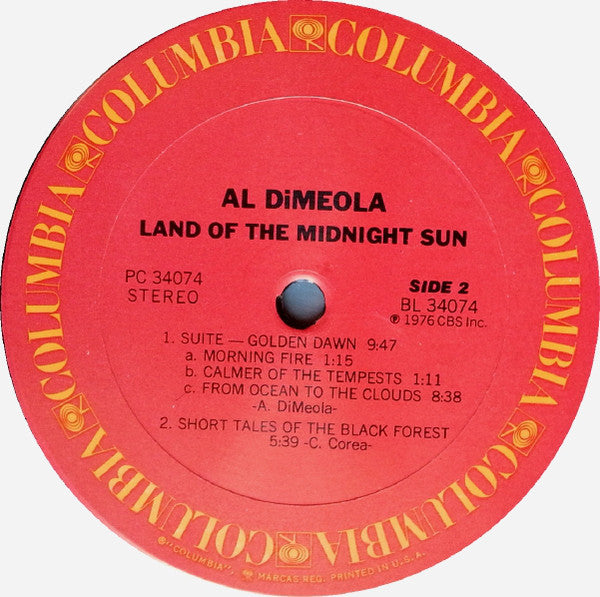 COLUMBIA COLUMBIA COLUMBIA COLUMBIA COLUMBIA COLUMBIA COLUMBIA
AL DiMEOLA
LAND OF THE MIDNIGHT SUN
PC 34074
STEREO
SIDE 2
BL 34074
℗ 1976 CBS Inc.
1. SUITE — GOLDEN DAWN 9:47
a. MORNING FIRE 1:15
b. CALMER OF THE TEMPESTS 1:11
c. FROM OCEAN TO THE CLOUDS 8:38
-A. DiMeola-
2. SHORT TALES OF THE BLACK FOREST
5:39 -C. Corea-
®"COLUMBIA", MARCAS REG. PRINTED IN U.S.A.